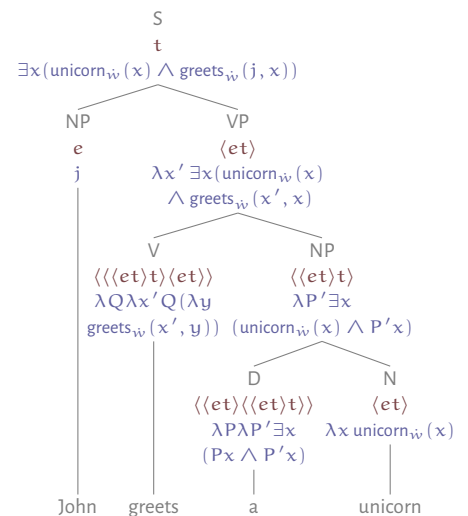 S
t
∃x(unicorn_ẇ(x) ∧ greets_ẇ(j, x))
NP VP
e ⟨et⟩
j λx′ ∃x(unicorn_ẇ(x)
∧ greets_ẇ(x′, x)
V NP
⟨⟨⟨et⟩t⟩⟨et⟩⟩ ⟨⟨et⟩t⟩
λQλx′Q(λy λP′∃x
greets_ẇ(x′, y)) (unicorn_ẇ(x) ∧ P′x)
D N
⟨⟨et⟩⟨⟨et⟩t⟩⟩ ⟨et⟩
λPλP′∃x λx unicorn_ẇ(x)
(Px ∧ P′x)
John greets a unicorn